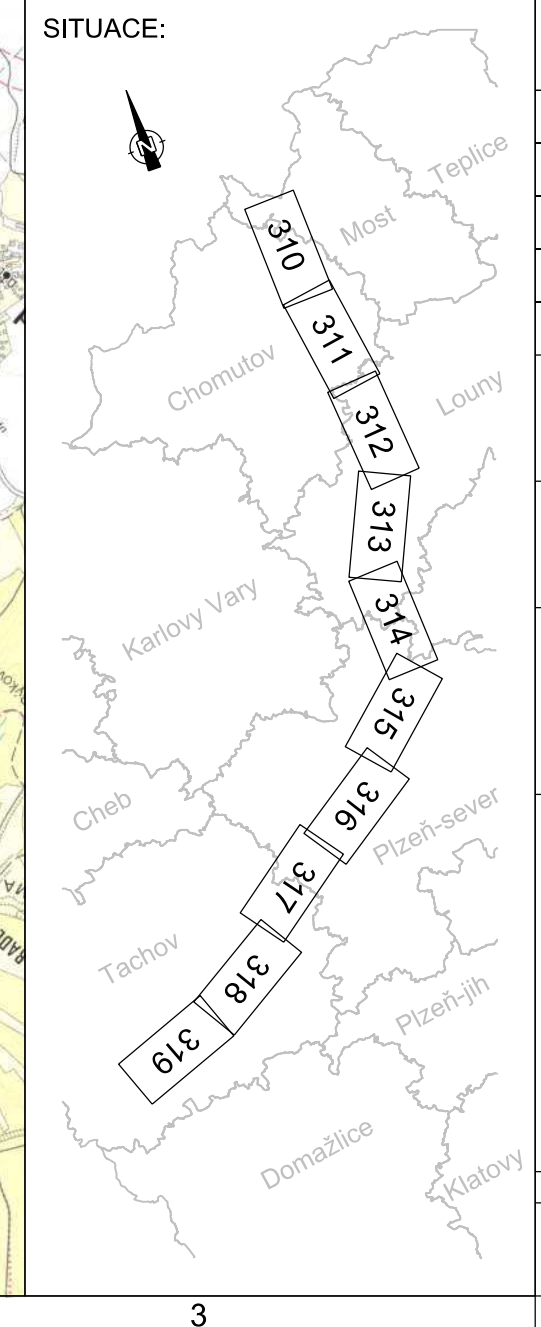 SITUACE:
N
Teplice
Most
310
311
Chomutov
Louny
312
313
Karlovy Vary
314
315
Cheb
316
Plzeň-sever
317
Tachov
318
Plzeň-jih
319
Domažlice
Klatovy
3